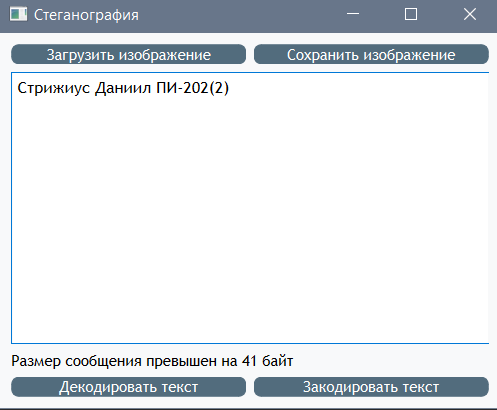 Стеганография
Загрузить изображение Сохранить изображение
Стрижиус Даниил ПИ-202(2)
Размер сообщения превышен на 41 байт
Декодировать текст Закодировать текст